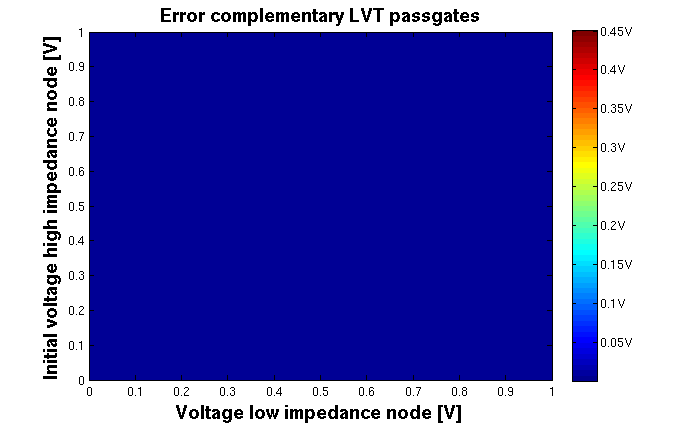 Error complementary LVT passgates
Initial voltage high impedance node [V]
1
0.9
0.8
0.7
0.6
0.5
0.4
0.3
0.2
0.1
0
0 0.1 0.2 0.3 0.4 0.5 0.6 0.7 0.8 0.9 1
Voltage low impedance node [V]
0.45V
0.4V
0.35V
0.3V
0.25V
0.2V
0.15V
0.1V
0.05V